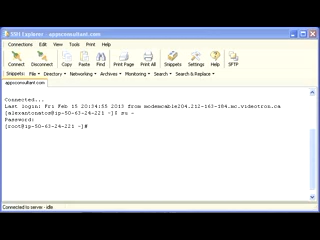 SSH Explorer - appconsultant.com
Connections Edit View Tools Help
Connect Disconnect Copy Paste Find Print Page Print All Snippets Settings Help SFTP
Snippets: File Directory Networking Archives Monitoring Search Search & Replace
appconsultant.com
Connected...
Last login: Fri Feb 15 20:34:55 2013 from modemcable204.212-163-184.mc.videotron.ca
[alexantonatos@ip-50-63-24-221 ~]$ su -
Password:
[root@ip-50-63-24-221 ~]#
Connected to server - idle